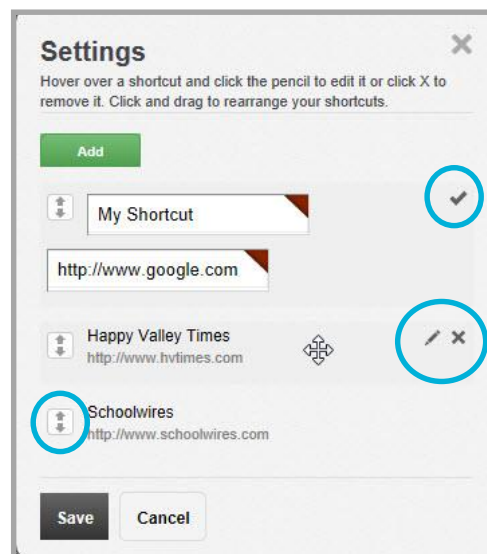 Settings
Hover over a shortcut and click the pencil to edit it or click X to
remove it. Click and drag to rearrange your shortcuts.
Add
My Shortcut
http://www.google.com
Happy Valley Times
http://www.hvtimes.com
Schoolwires
http://www.schoolwires.com
Save Cancel